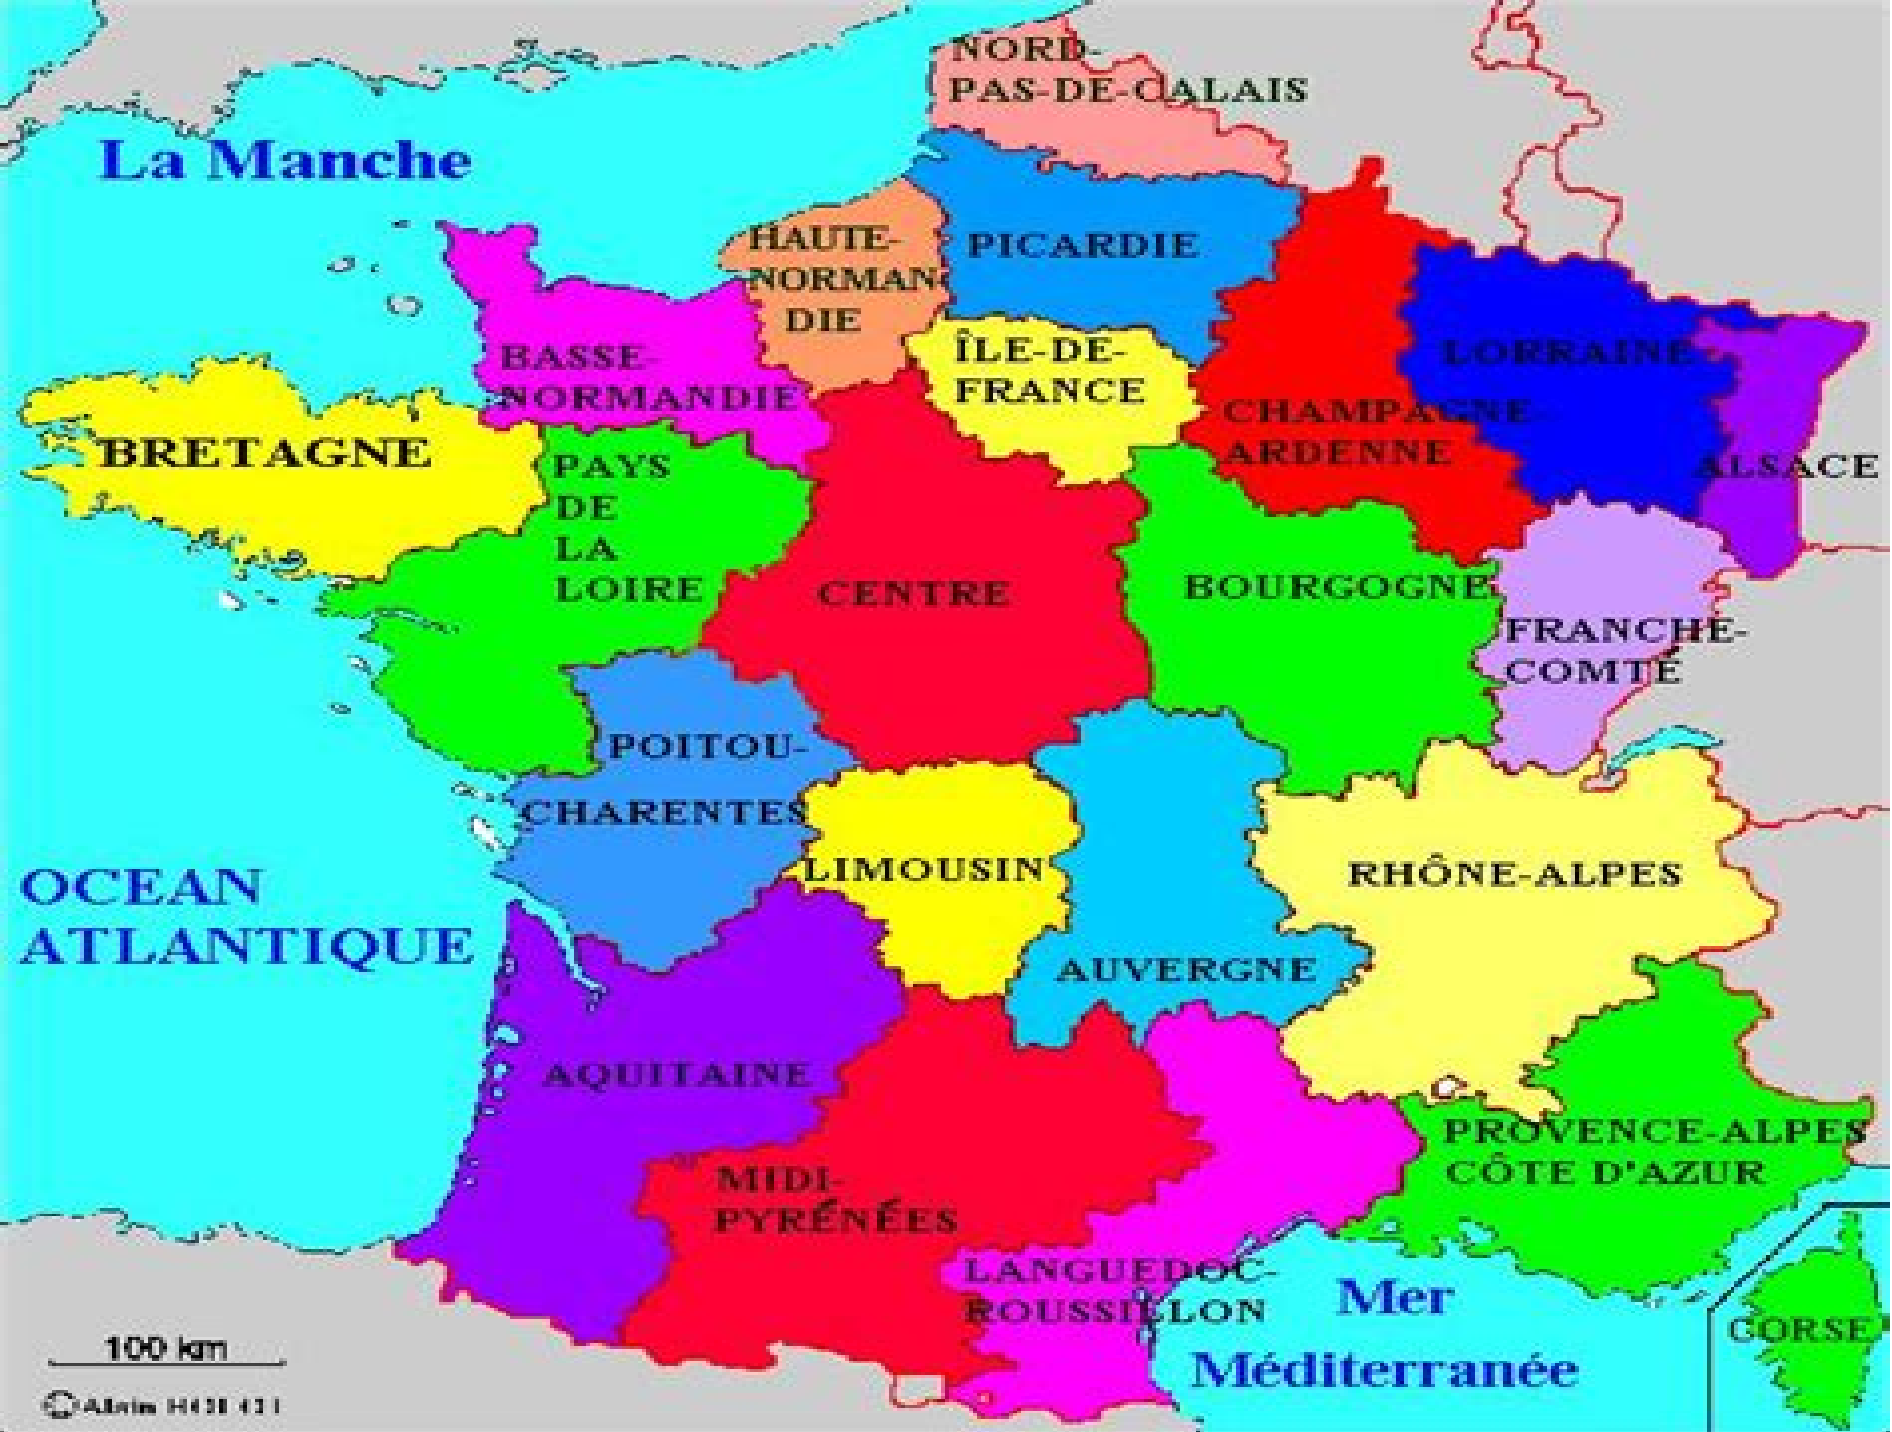 NORD-
PAS-DE-CALAIS
La Manche
HAUTE-
NORMAN-
DIE
PICARDIE
BASSE-
NORMANDIE
ÎLE-DE-
FRANCE
LORRAINE
CHAMPAGNE-
ARDENNE
ALSACE
BRETAGNE
PAYS
DE
LA
LOIRE
CENTRE
BOURGOGNE
FRANCHE-
COMTÉ
POITOU-
CHARENTES
LIMOUSIN
RHÔNE-ALPES
OCEAN
ATLANTIQUE
AUVERGNE
AQUITAINE
PROVENCE-ALPES
CÔTE D'AZUR
MIDI-
PYRÉNÉES
LANGUEDOC-
ROUSSILLON
Mer
Méditerranée
CORSE
100 km